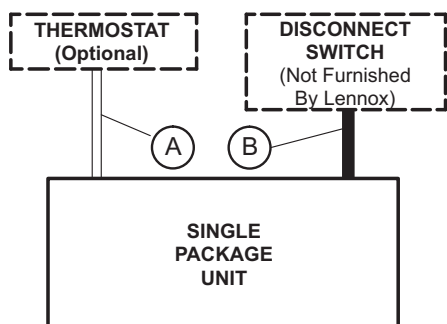 THERMOSTAT
(Optional)
DISCONNECT
SWITCH
(Not Furnished
By Lennox)
A
B
SINGLE
PACKAGE
UNIT